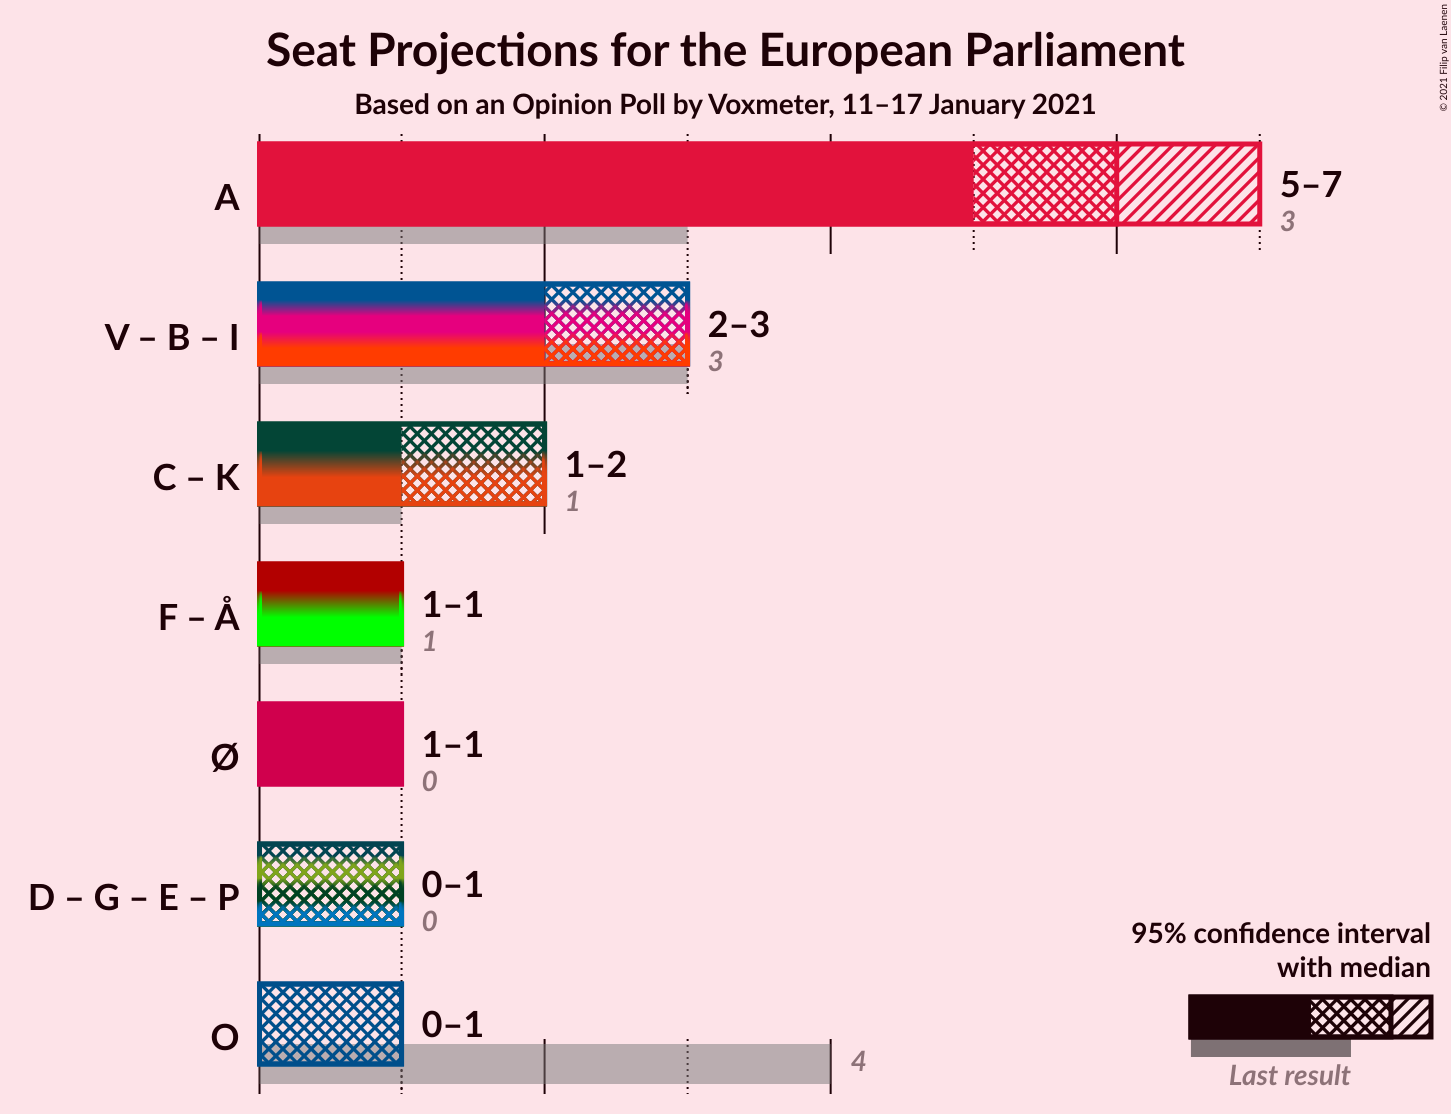 Seat Projections for the European Parliament
Based on an Opinion Poll by Voxmeter, 11–17 January 2021
© 2021 Filip van Laenen
A
5–7
3
V – B – I
2–3
3
C – K
1–2
1
F – Å
1–1
1
Ø
1–1
0
D – G – E – P
0–1
0
O
0–1
4
95% confidence interval
with median
Last result